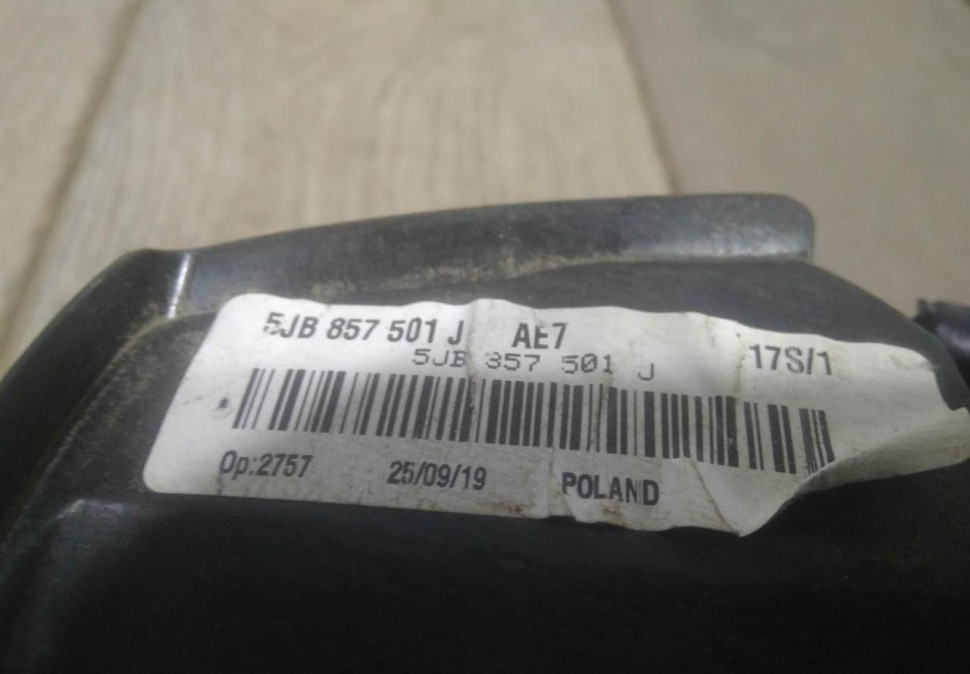 5JB 857 501 J AE7
5JB 857 501 J
17S/1
Op:2757 25/09/19 POLAND